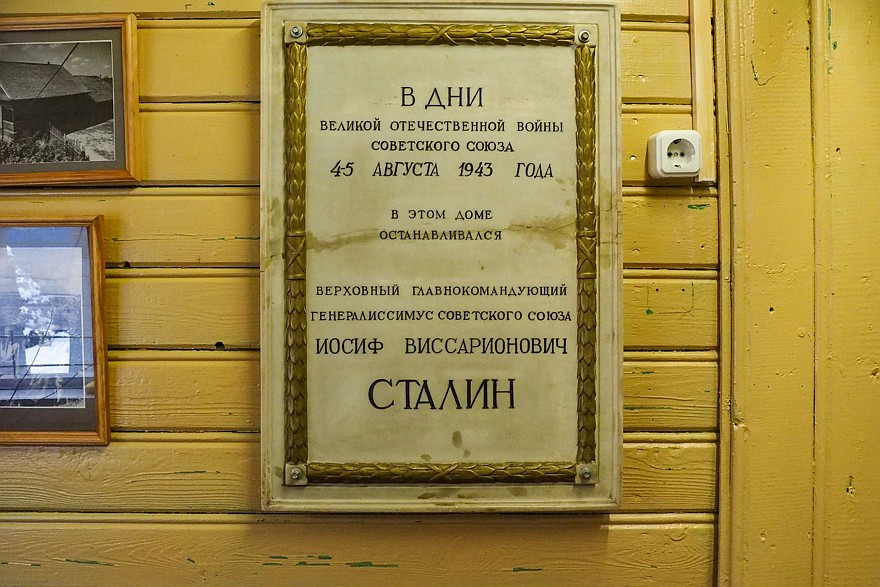 В ДНИ
ВЕЛИКОЙ ОТЕЧЕСТВЕННОЙ ВОЙНЫ
СОВЕТСКОГО СОЮЗА
4-5 АВГУСТА 1943 ГОДА
В ЭТОМ ДОМЕ
ОСТАНАВЛИВАЛСЯ
ВЕРХОВНЫЙ ГЛАВНОКОМАНДУЮЩИЙ
ГЕНЕРАЛИССИМУС СОВЕТСКОГО СОЮЗА
ИОСИФ ВИССАРИОНОВИЧ
СТАЛИН